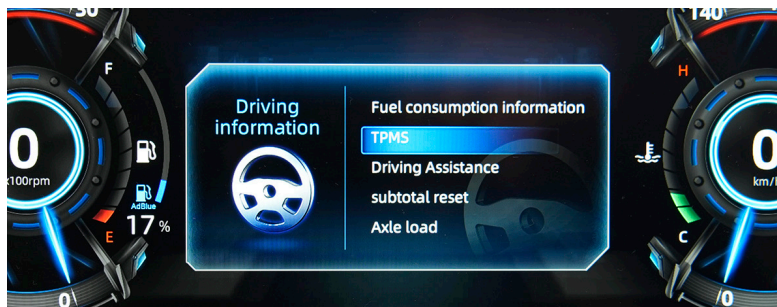 30
140
F
H
Driving
information
Fuel consumption information
TPMS
Driving Assistance
subtotal reset
Axle load
0
x100rpm
AdBlue
17 %
E
C
0
km/
0
0